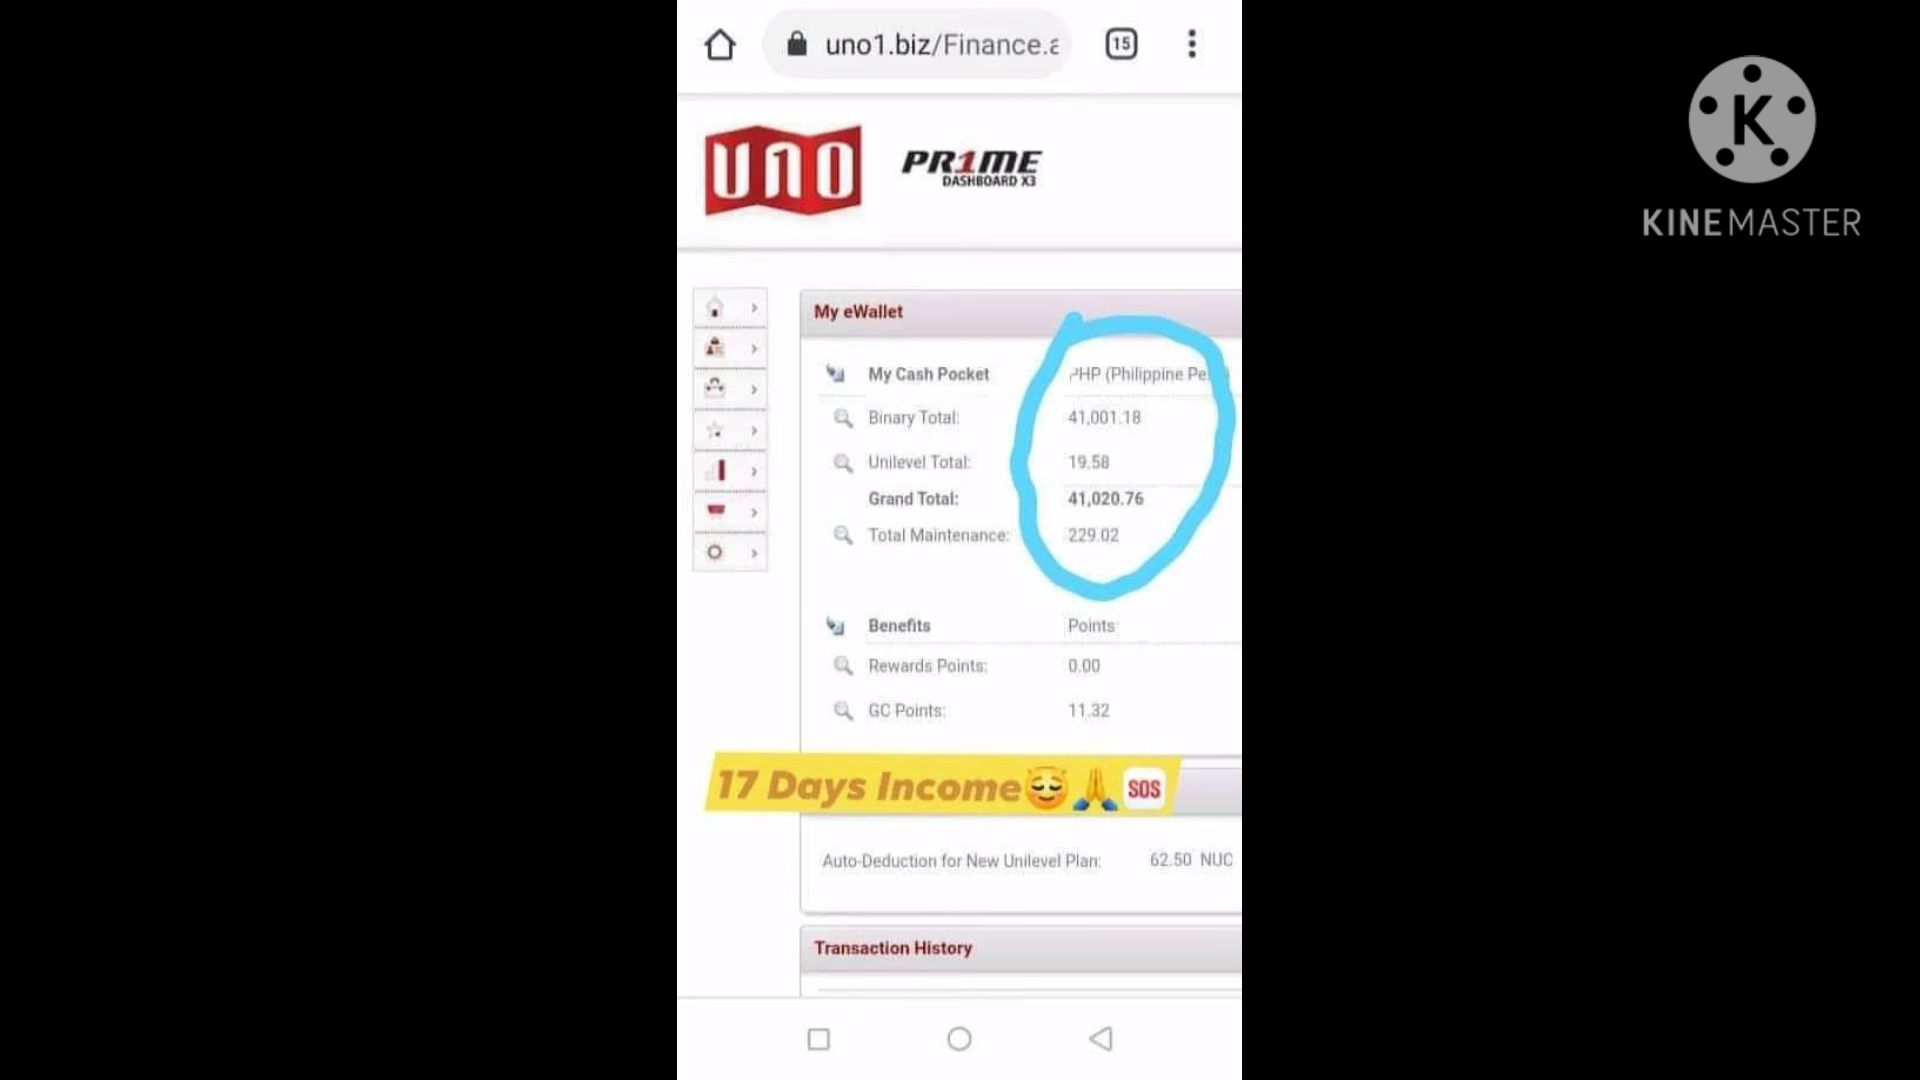 uno1.biz/Finance.a
15
UNO
PR1ME
DASHBOARD X3
K
KINEMASTER
My eWallet
My Cash Pocket PHP (Philippine Pe
Binary Total: 41,001.18
Unilevel Total: 19.58
Grand Total: 41,020.76
Total Maintenance: 229.02
Benefits Points
Rewards Points: 0.00
GC Points: 11.32
17 Days Income😌🙏🆘
Auto-Deduction for New Unilevel Plan: 62.50 NUC
Transaction History